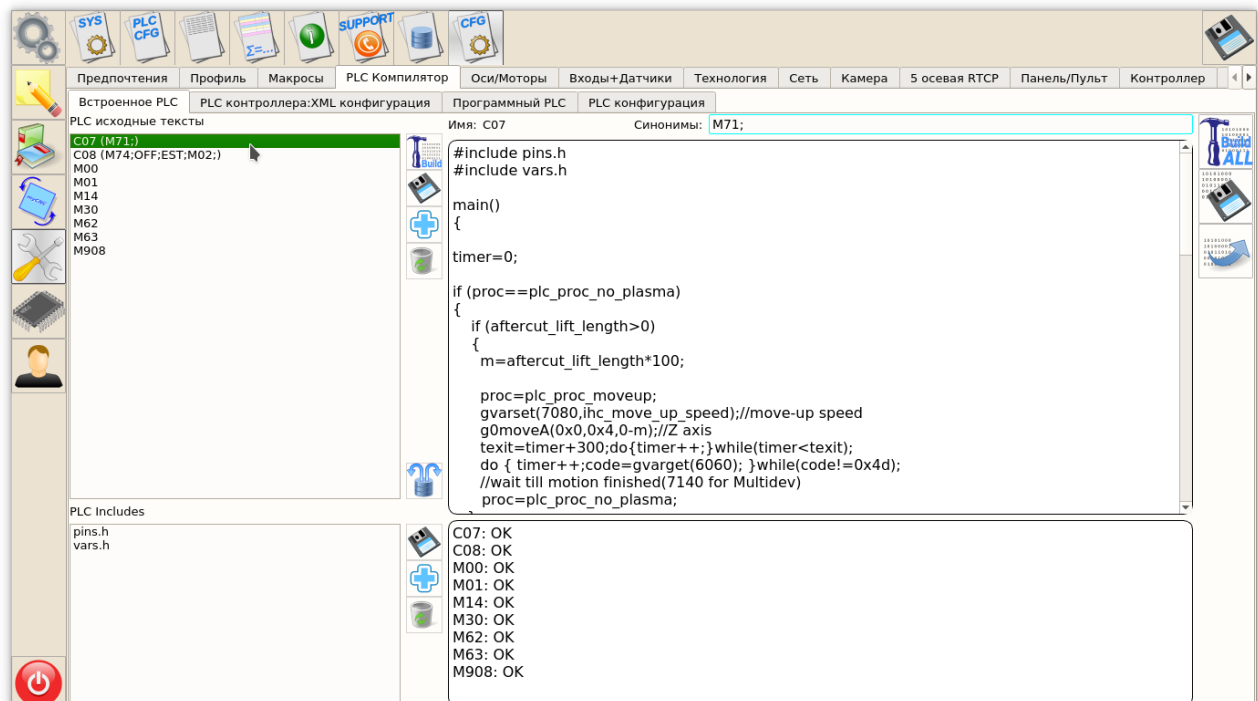 SYS
PLC CFG
Σ=...
SUPPORT
CFG
Предпочтения Профиль Макросы PLC Компилятор Оси/Моторы Входы+Датчики Технология Сеть Камера 5 осевая RTCP Панель/Пульт Контроллер
Встроенное PLC PLC контроллера:XML конфигурация Программный PLC PLC конфигурация
PLC исходные тексты
C07 (M71;)
C08 (M74;OFF;EST;M02;)
M00
M01
M14
M30
M62
M63
M908
Build
Имя: C07 Синонимы: M71;
#include pins.h
#include vars.h
main()
{
timer=0;
if (proc==plc_proc_no_plasma)
{
if (aftercut_lift_length>0)
{
m=aftercut_lift_length*100;
proc=plc_proc_moveup;
gvarset(7080,ihc_move_up_speed);//move-up speed
g0moveA(0x0,0x4,0-m);//Z axis
texit=timer+300;do{timer++;}while(timer<texit);
do { timer++;code=gvarget(6060); }while(code!=0x4d);
//wait till motion finished(7140 for Multidev)
proc=plc_proc_no_plasma;
Build ALL
myCNC
PLC Includes
pins.h
vars.h
C07: OK
C08: OK
M00: OK
M01: OK
M14: OK
M30: OK
M62: OK
M63: OK
M908: OK